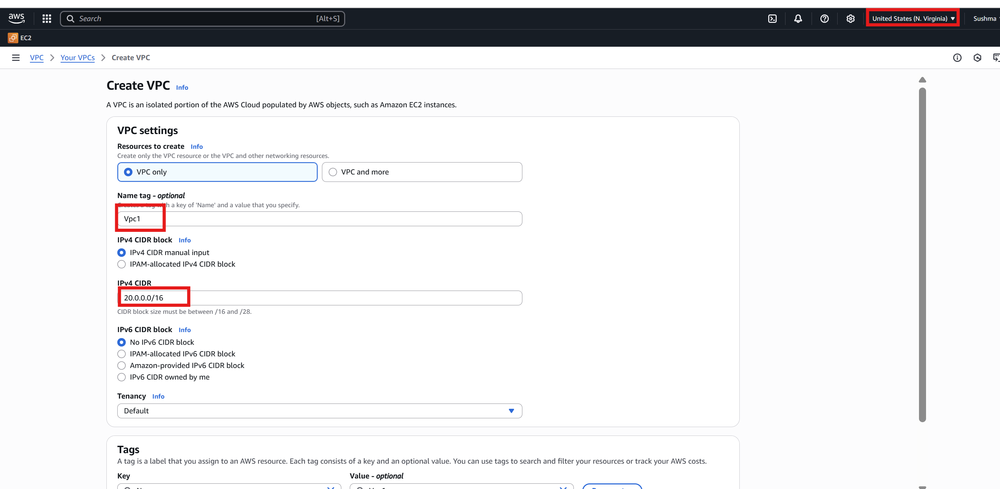 aws
Search [Alt+S]
United States (N. Virginia)
Sushma
EC2
VPC Your VPCs Create VPC
Create VPC Info
A VPC is an isolated portion of the AWS Cloud populated by AWS objects, such as Amazon EC2 instances.
VPC settings
Resources to create Info
Create only the VPC resource or the VPC and other networking resources.
VPC only
VPC and more
Name tag - optional
Creates a tag with a key of 'Name' and a value that you specify.
Vpc1
IPv4 CIDR block Info
IPv4 CIDR manual input
IPAM-allocated IPv4 CIDR block
IPv4 CIDR
20.0.0.0/16
CIDR block size must be between /16 and /28.
IPv6 CIDR block Info
No IPv6 CIDR block
IPAM-allocated IPv6 CIDR block
Amazon-provided IPv6 CIDR block
IPv6 CIDR owned by me
Tenancy Info
Default
Tags
A tag is a label that you assign to an AWS resource. Each tag consists of a key and an optional value. You can use tags to search and filter your resources or track your AWS costs.
Key
Value - optional